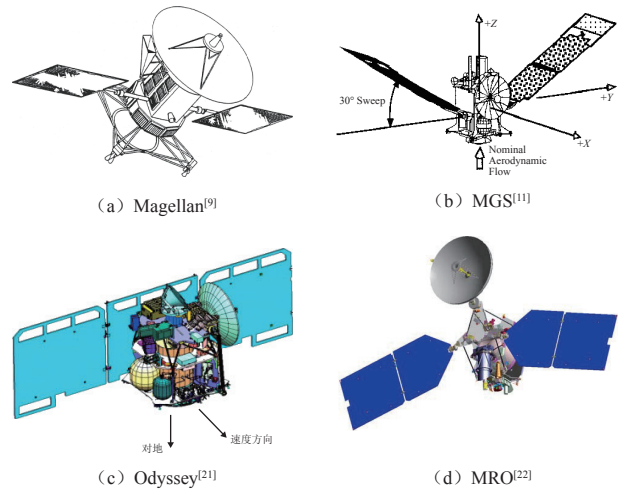 +Z
30° Sweep
+Y
+X
Nominal
Aerodynamic
Flow
（a）Magellan[9]
（b）MGS[11]
对地
速度方向
（c）Odyssey[21]
（d）MRO[22]